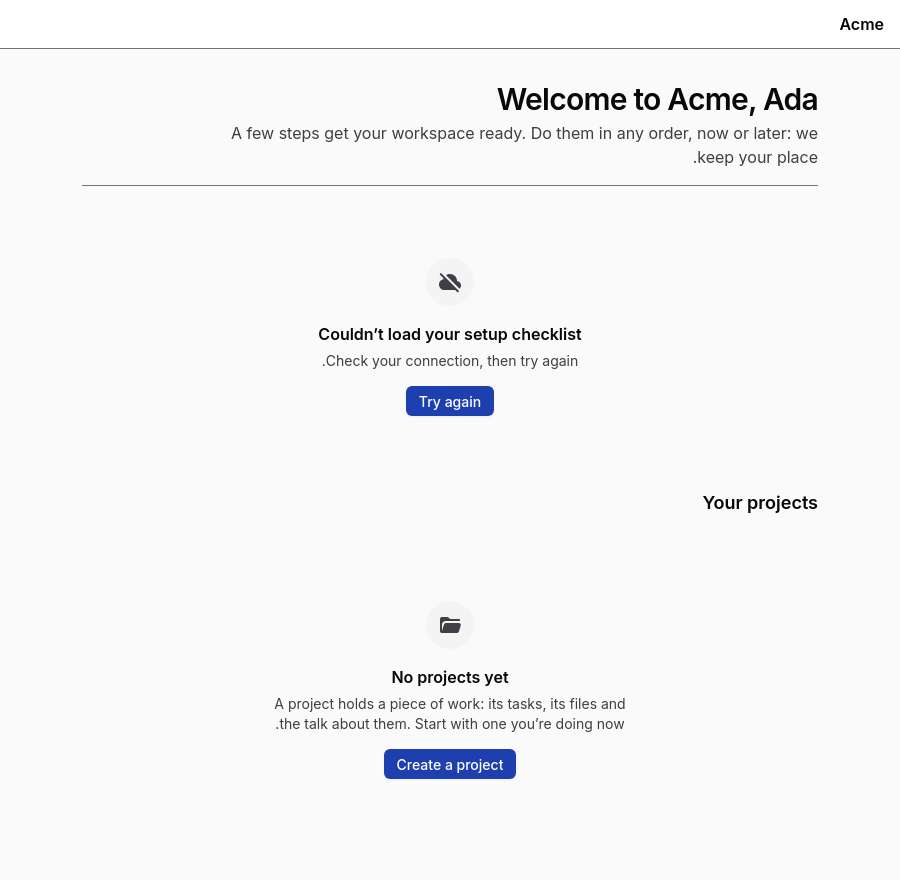 Acme
Welcome to Acme, Ada
A few steps get your workspace ready. Do them in any order, now or later: we
keep your place.
Couldn’t load your setup checklist
Check your connection, then try again.
Try again
Your projects
No projects yet
A project holds a piece of work: its tasks, its files and
the talk about them. Start with one you’re doing now.
Create a project